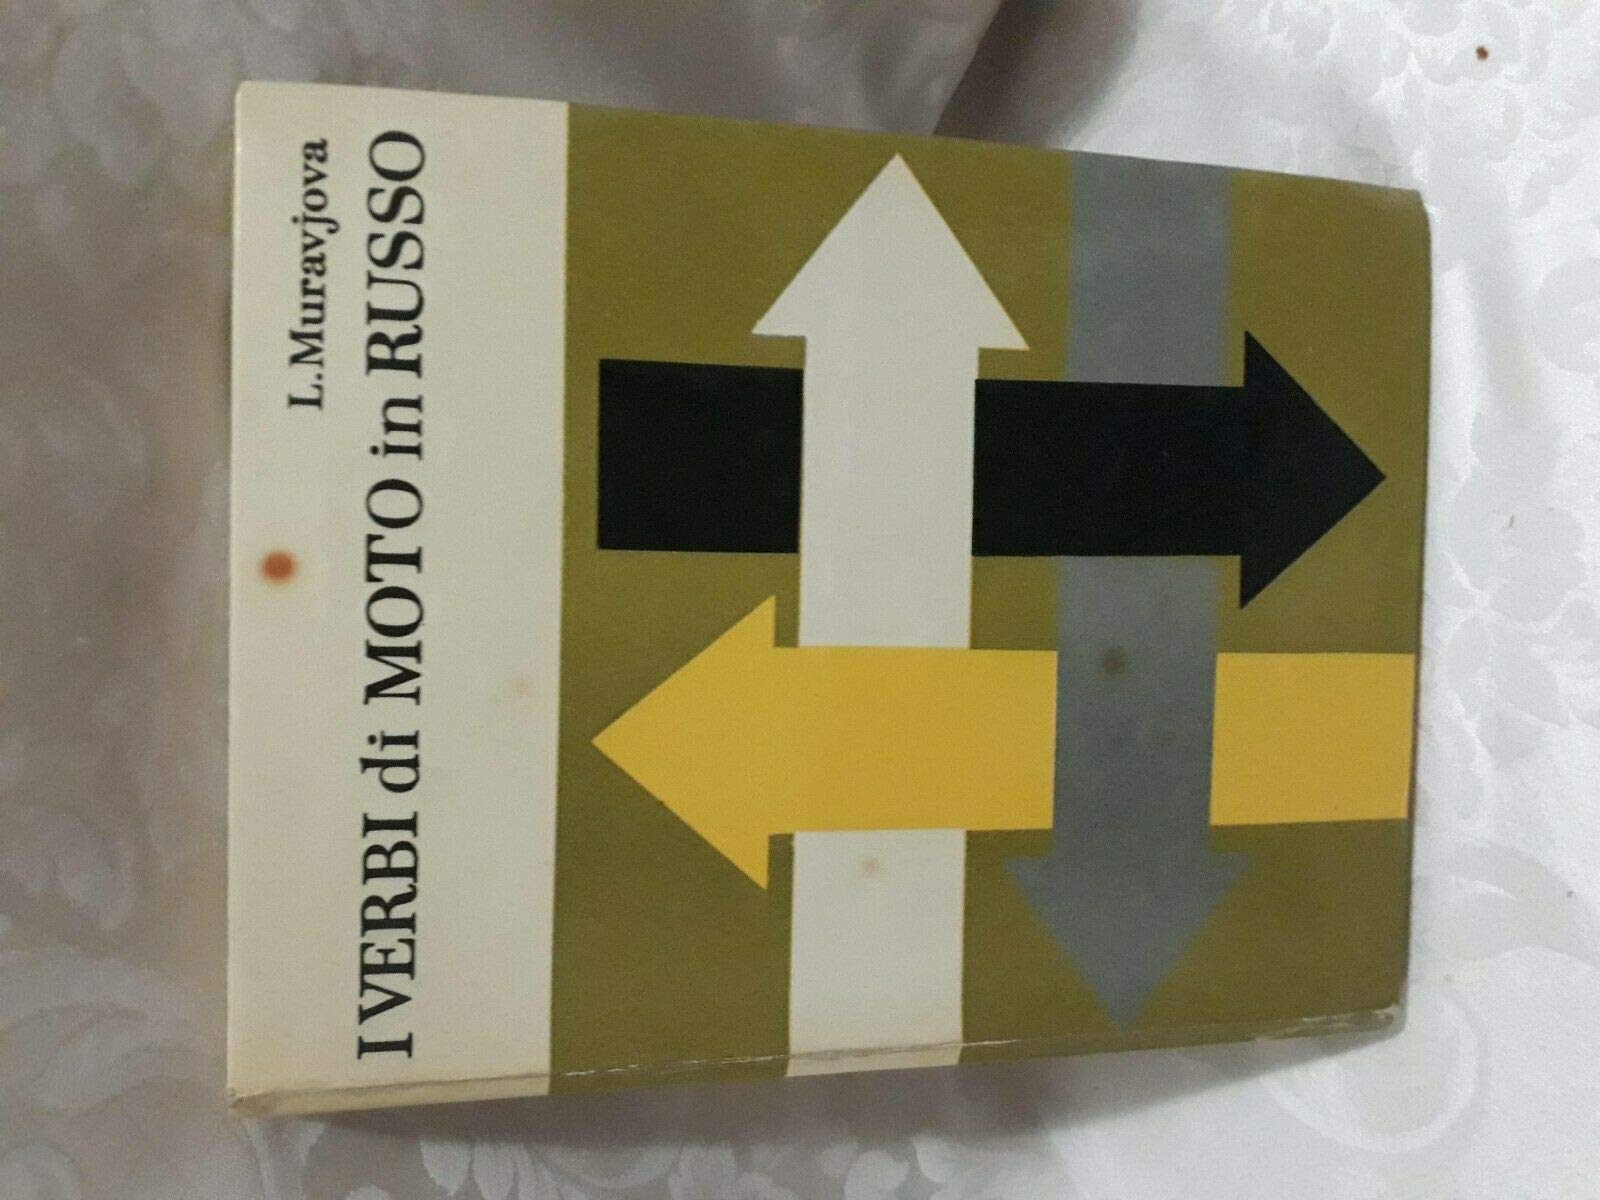 L.Muravjova
I VERBI di MOTO in RUSSO